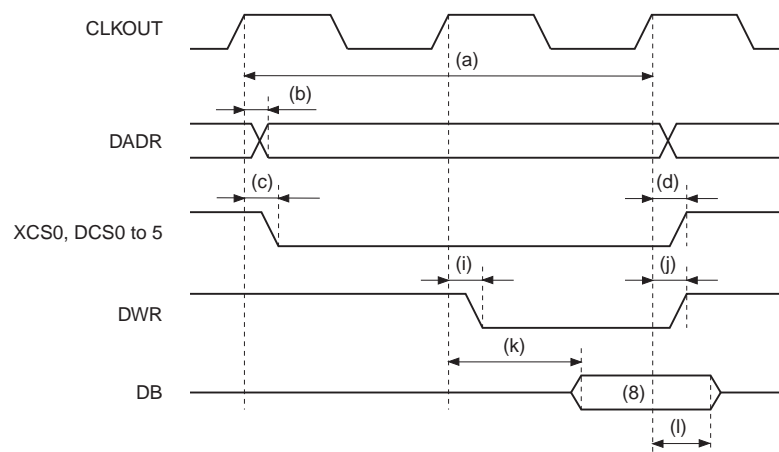 CLKOUT
(a)
(b)
DADR
(c)
(d)
XCS0, DCS0 to 5
(i)
(j)
DWR
(k)
DB
(8)
(l)